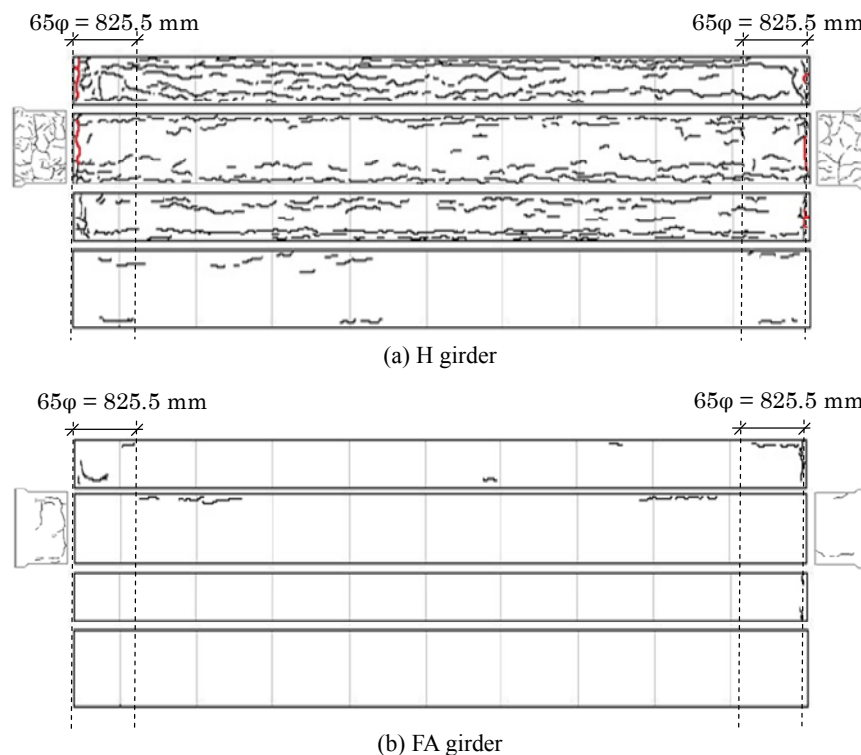 65φ = 825.5 mm
65φ = 825.5 mm
(a) H girder
65φ = 825.5 mm
65φ = 825.5 mm
(b) FA girder